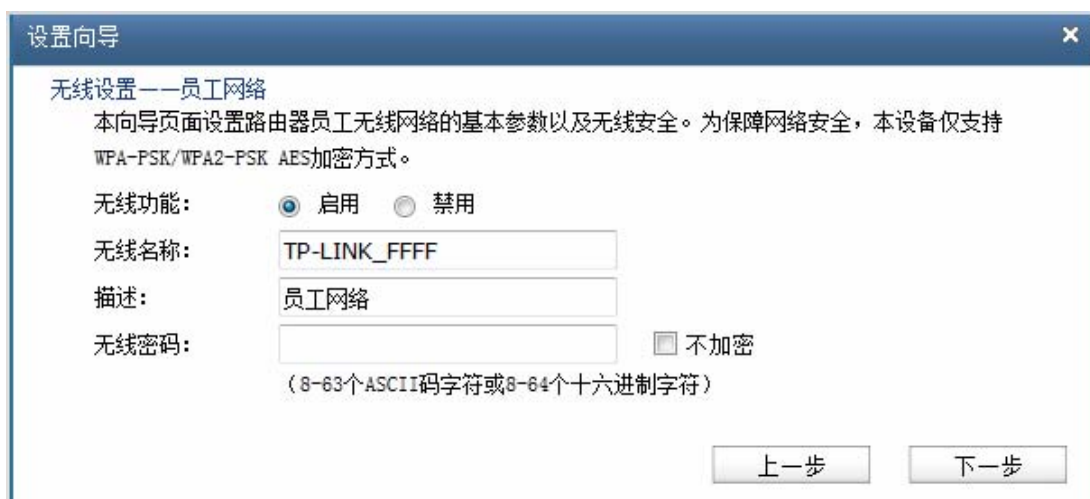 设置向导
无线设置——员工网络
本向导页面设置路由器员工无线网络的基本参数以及无线安全。为保障网络安全，本设备仅支持
WPA-PSK/WPA2-PSK AES加密方式。
无线功能： 启用 禁用
无线名称： TP-LINK_FFFF
描述： 员工网络
无线密码： 不加密
（8-63个ASCII码字符或8-64个十六进制字符）
上一步 下一步